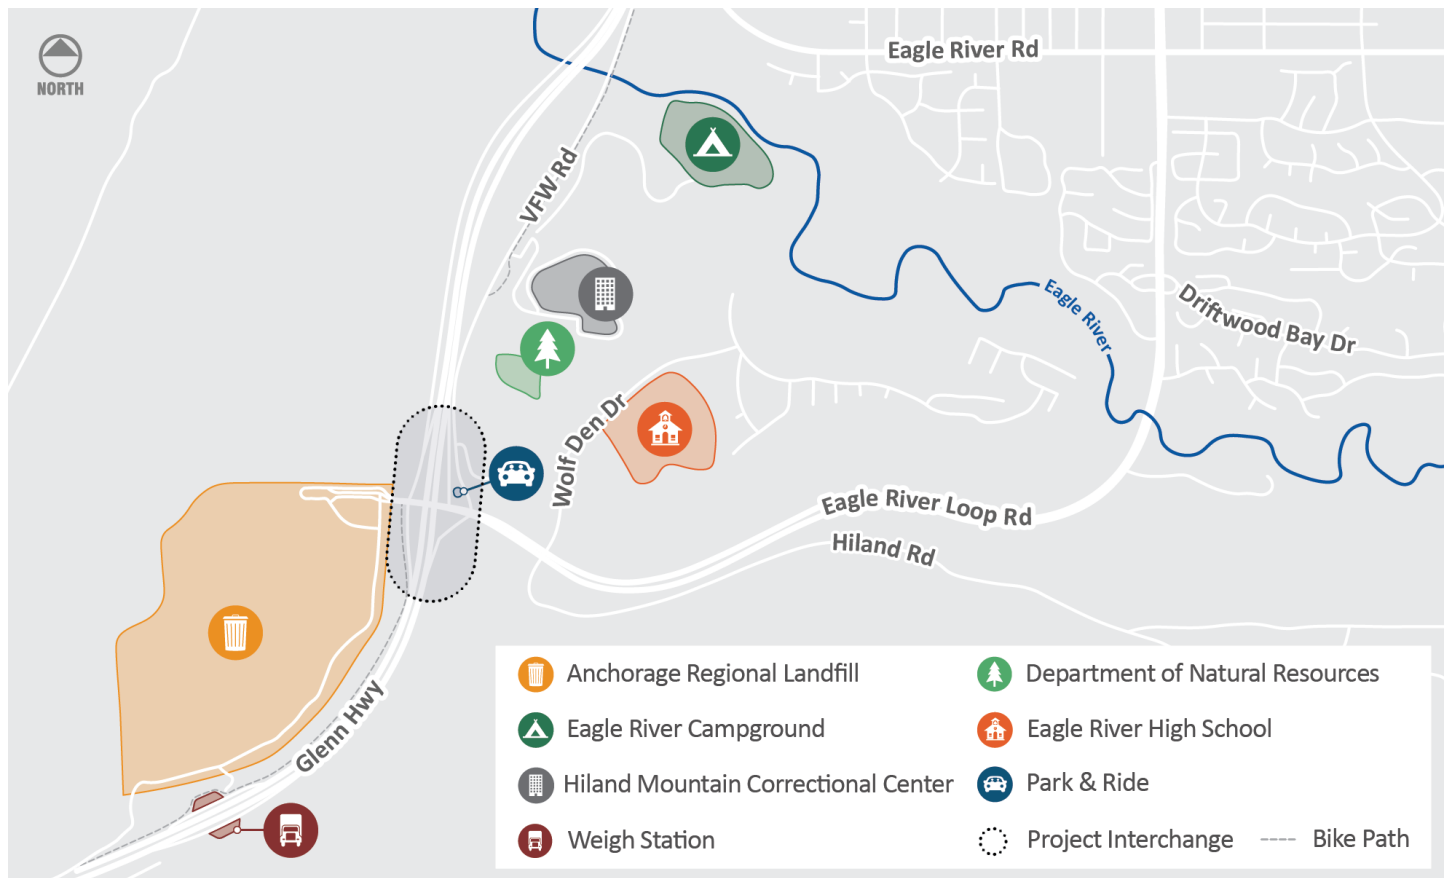 NORTH
Eagle River Rd
VFW Rd
Eagle River
Driftwood Bay Dr
Wolf Den Dr
Eagle River Loop Rd
Hiland Rd
Glenn Hwy
Anchorage Regional Landfill
Department of Natural Resources
Eagle River Campground
Eagle River High School
Hiland Mountain Correctional Center
Park & Ride
Weigh Station
Project Interchange
Bike Path